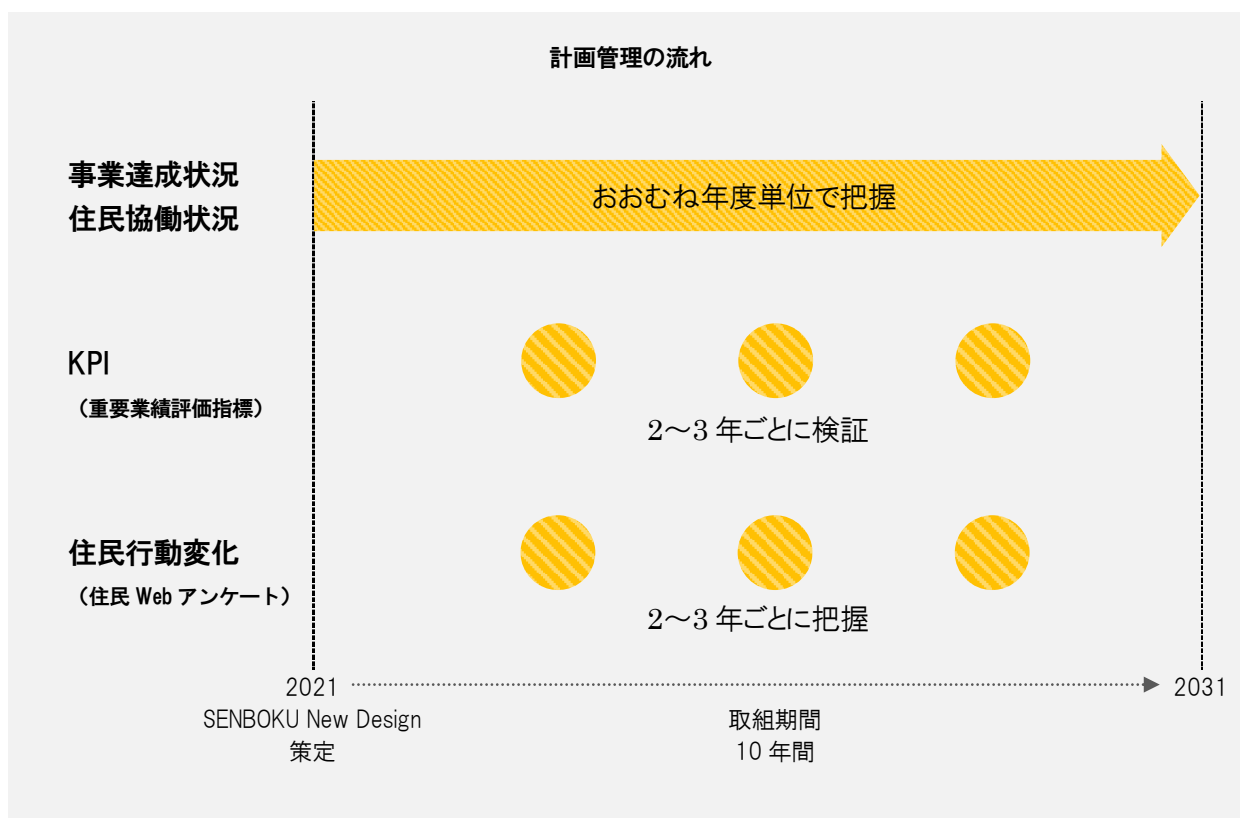 計画管理の流れ
事業達成状況
住民協働状況
おおむね年度単位で把握
KPI
（重要業績評価指標）
2～3 年ごとに検証
住民行動変化
（住民 Web アンケート）
2～3 年ごとに把握
2021
2031
SENBOKU New Design
策定
取組期間
10 年間